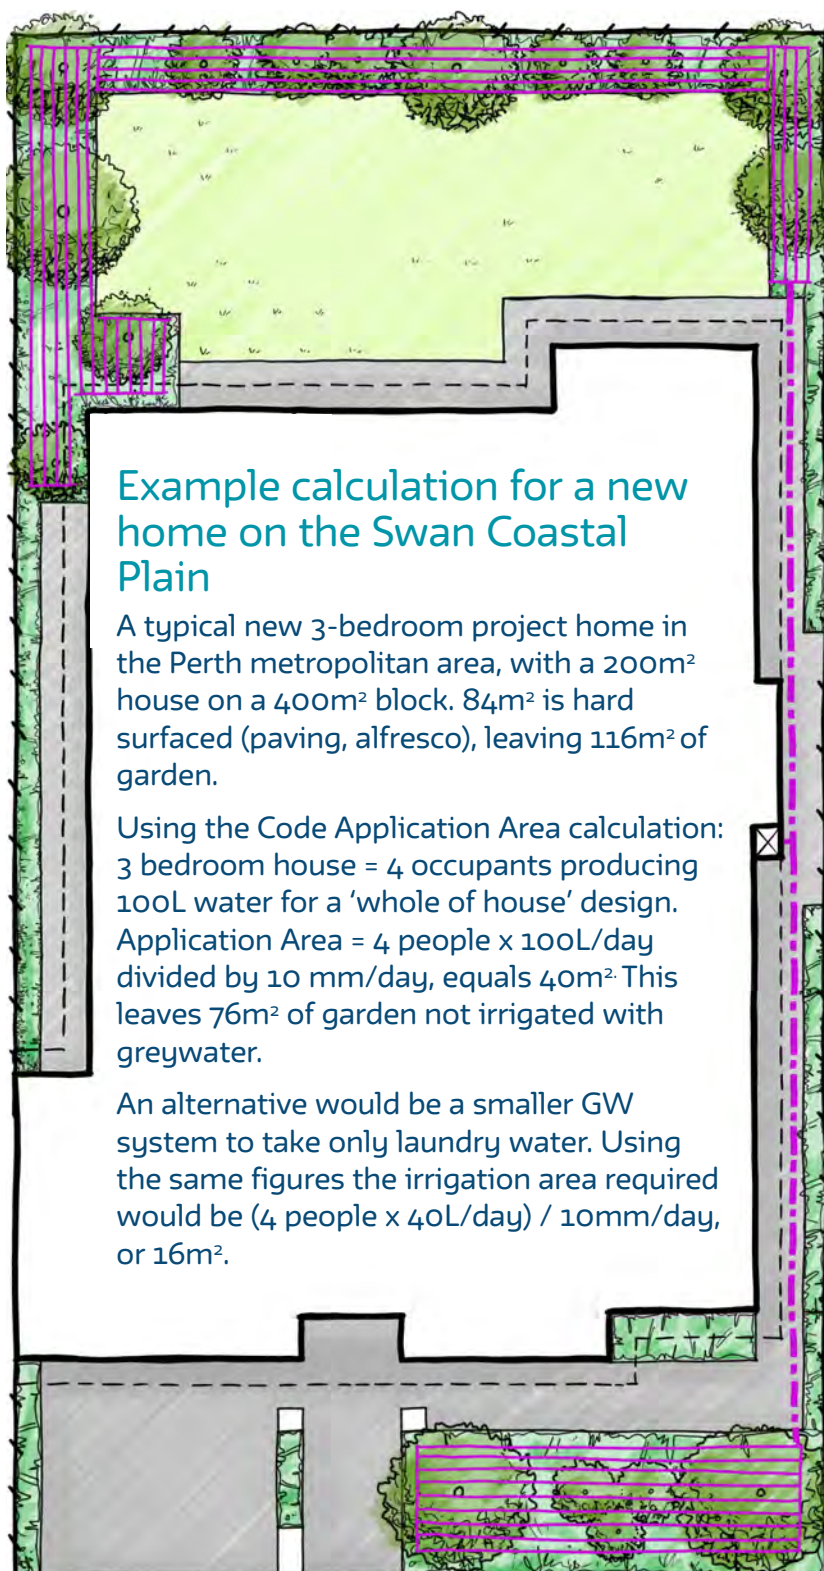 Example calculation for a new
home on the Swan Coastal
Plain
A typical new 3-bedroom project home in
the Perth metropolitan area, with a 200m²
house on a 400m² block. 84m² is hard
surfaced (paving, alfresco), leaving 116m² of
garden.
Using the Code Application Area calculation:
3 bedroom house = 4 occupants producing
100L water for a ‘whole of house’ design.
Application Area = 4 people x 100L/day
divided by 10 mm/day, equals 40m². This
leaves 76m² of garden not irrigated with
greywater.
An alternative would be a smaller GW
system to take only laundry water. Using
the same figures the irrigation area required
would be (4 people x 40L/day) / 10mm/day,
or 16m².